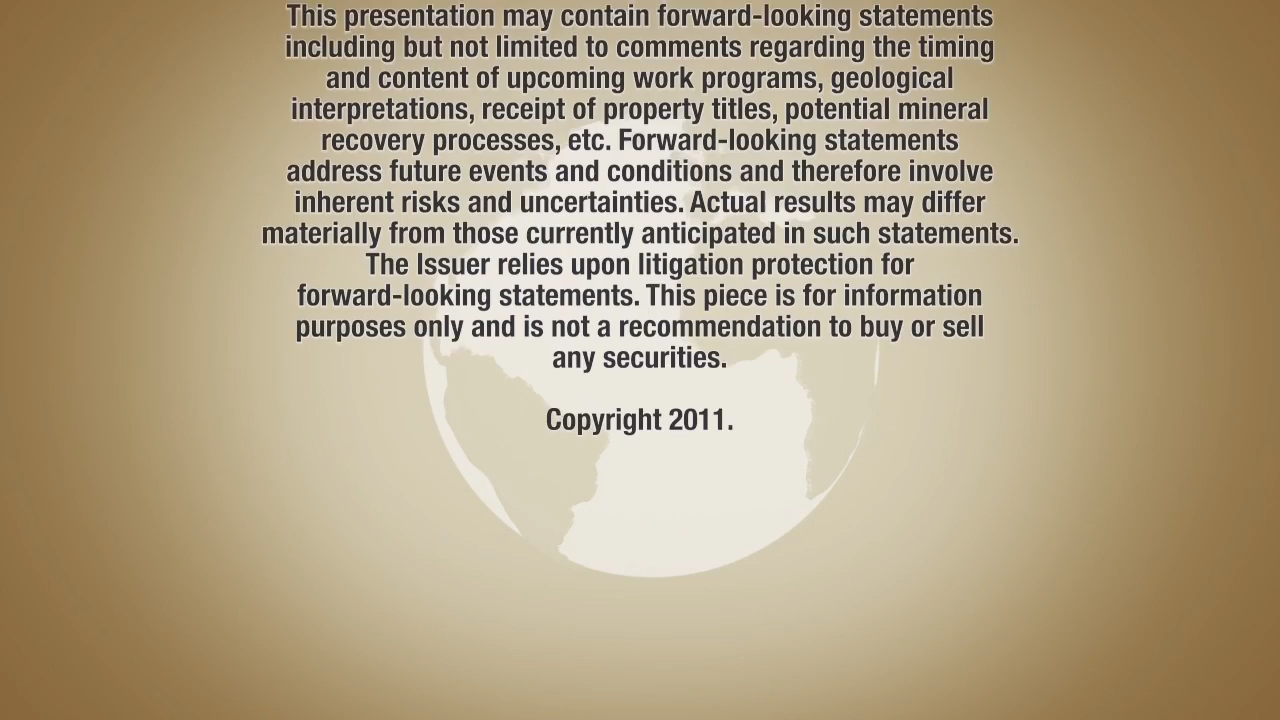 This presentation may contain forward-looking statements
including but not limited to comments regarding the timing
and content of upcoming work programs, geological
interpretations, receipt of property titles, potential mineral
recovery processes, etc. Forward-looking statements
address future events and conditions and therefore involve
inherent risks and uncertainties. Actual results may differ
materially from those currently anticipated in such statements.
The Issuer relies upon litigation protection for
forward-looking statements. This piece is for information
purposes only and is not a recommendation to buy or sell
any securities.
Copyright 2011.